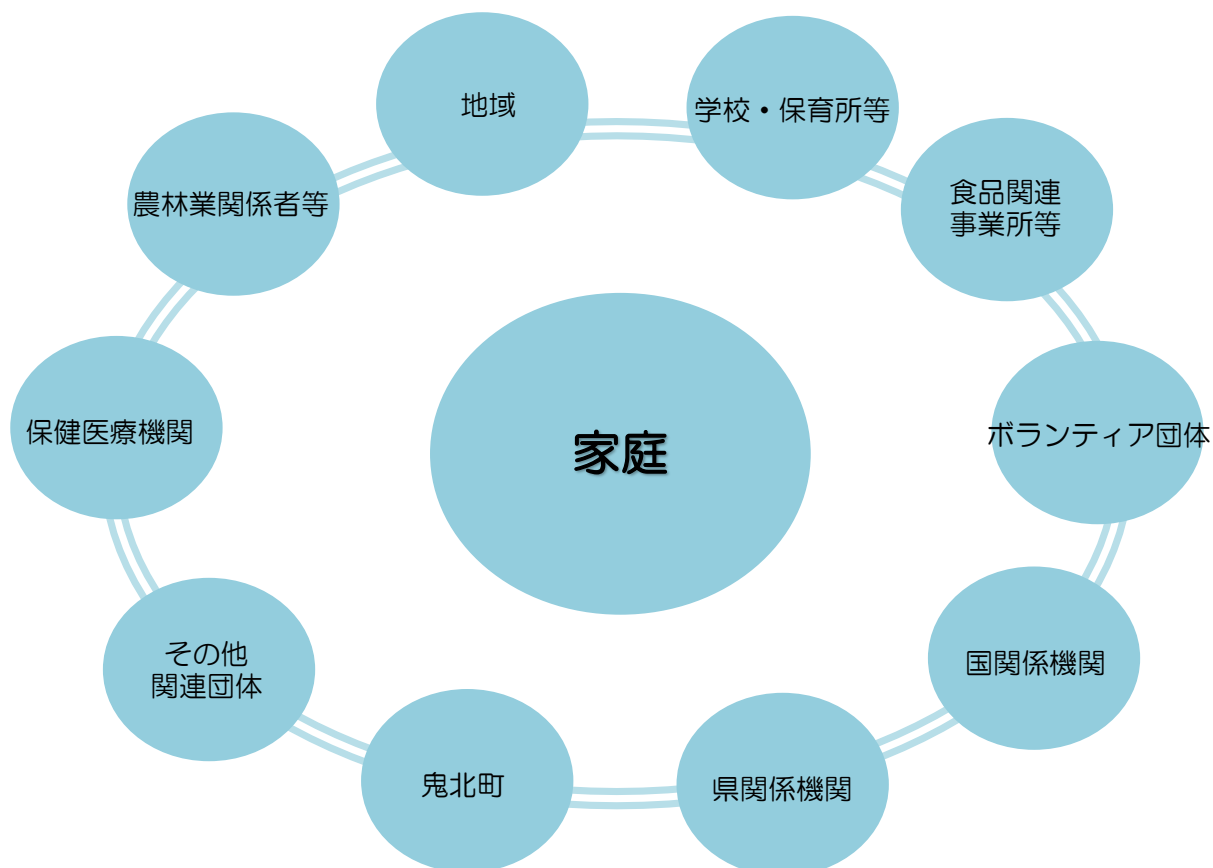 地域
学校・保育所等
農林業関係者等
食品関連
事業所等
保健医療機関
家庭
ボランティア団体
その他
関連団体
国関係機関
鬼北町
県関係機関